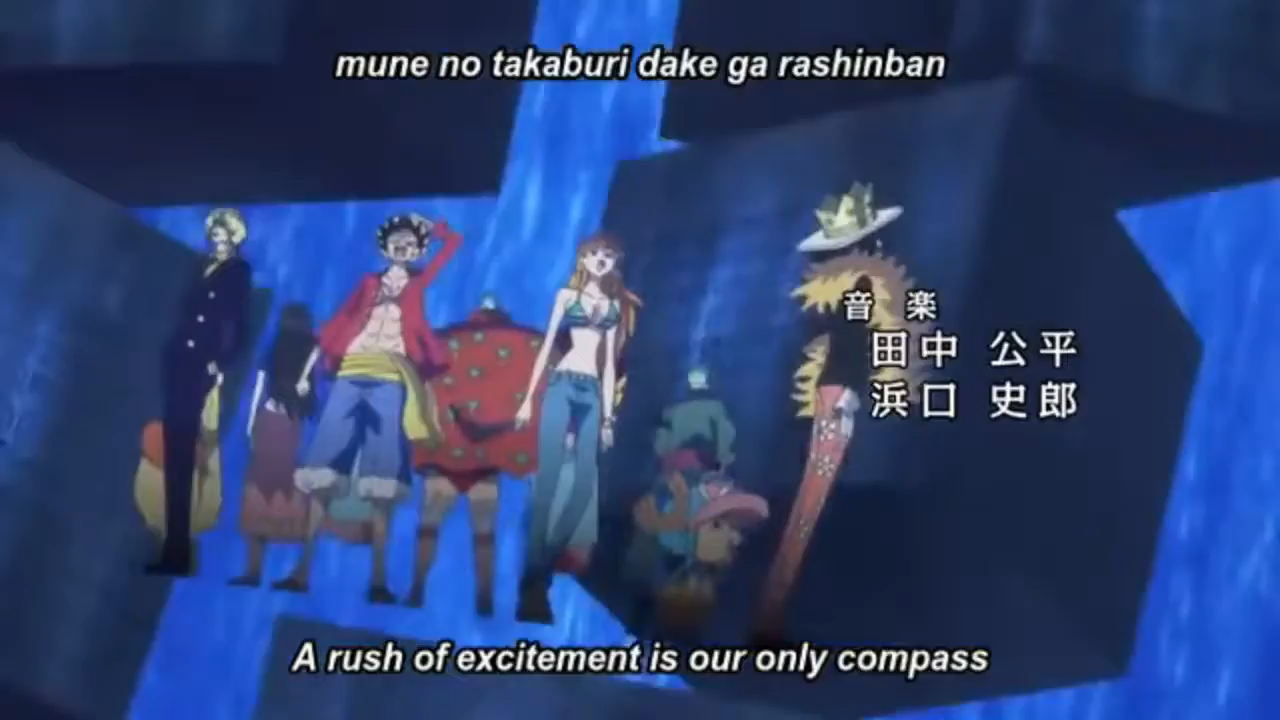 mune no takaburi dake ga rashinban
音 楽
田中 公平
浜口 史郎
A rush of excitement is our only compass